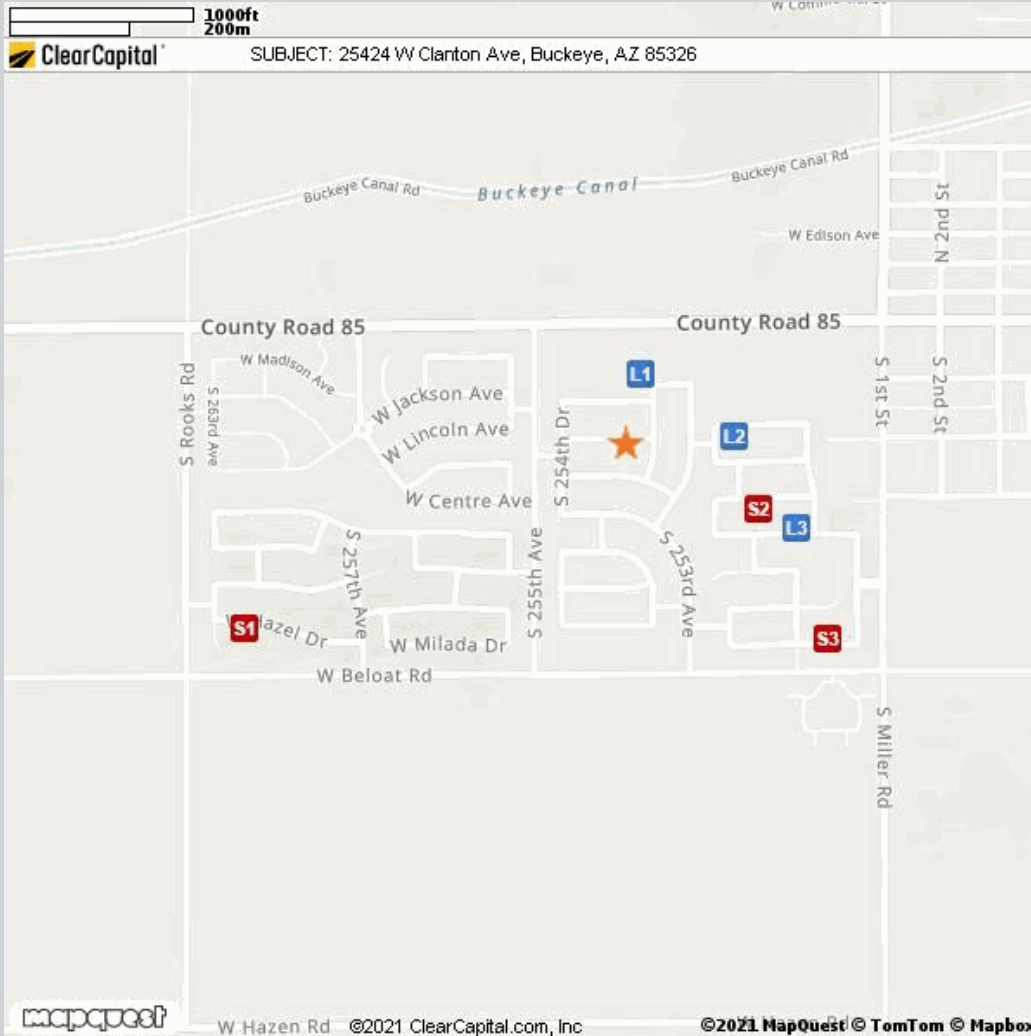 1000ft
200m
ClearCapital
SUBJECT: 25424 W Clanton Ave, Buckeye, AZ 85326
Buckeye Canal Rd
Buckeye Canal
Buckeye Canal Rd
W Edison Ave
N 2nd St
County Road 85
County Road 85
W Madison Ave
S Rooks Rd
S 263rd Ave
W Jackson Ave
W Lincoln Ave
W Centre Ave
S 254th Dr
L1
L2
S 1st St
S 2nd St
S2
L3
S 257th Ave
S 255th Ave
S 253rd Ave
S1
Hazel Dr
W Milada Dr
S3
W Beloat Rd
S Miller Rd
mapquest
W Hazen Rd
©2021 ClearCapital.com, Inc
©2021 MapQuest © TomTom © Mapbox